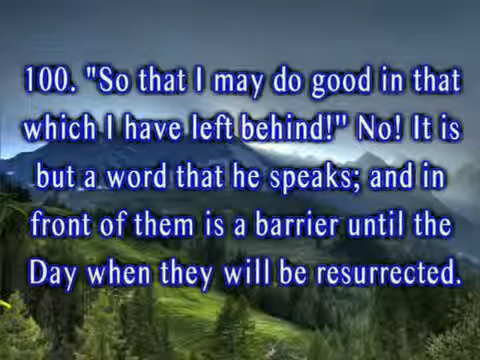 100. "So that I may do good in that
which I have left behind!" No! It is
but a word that he speaks; and in
front of them is a barrier until the
Day when they will be resurrected.